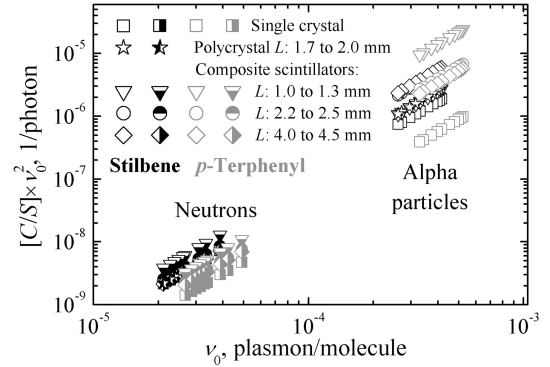 Single crystal
Polycrystal L: 1.7 to 2.0 mm
Composite scintillators:
L: 1.0 to 1.3 mm
L: 2.2 to 2.5 mm
L: 4.0 to 4.5 mm
Stilbene p-Terphenyl
Neutrons
Alpha
particles
[C/S]×ν₀², 1/photon
10⁻⁵
10⁻⁶
10⁻⁷
10⁻⁸
10⁻⁹
10⁻⁵ 10⁻⁴ 10⁻³
ν₀, plasmon/molecule